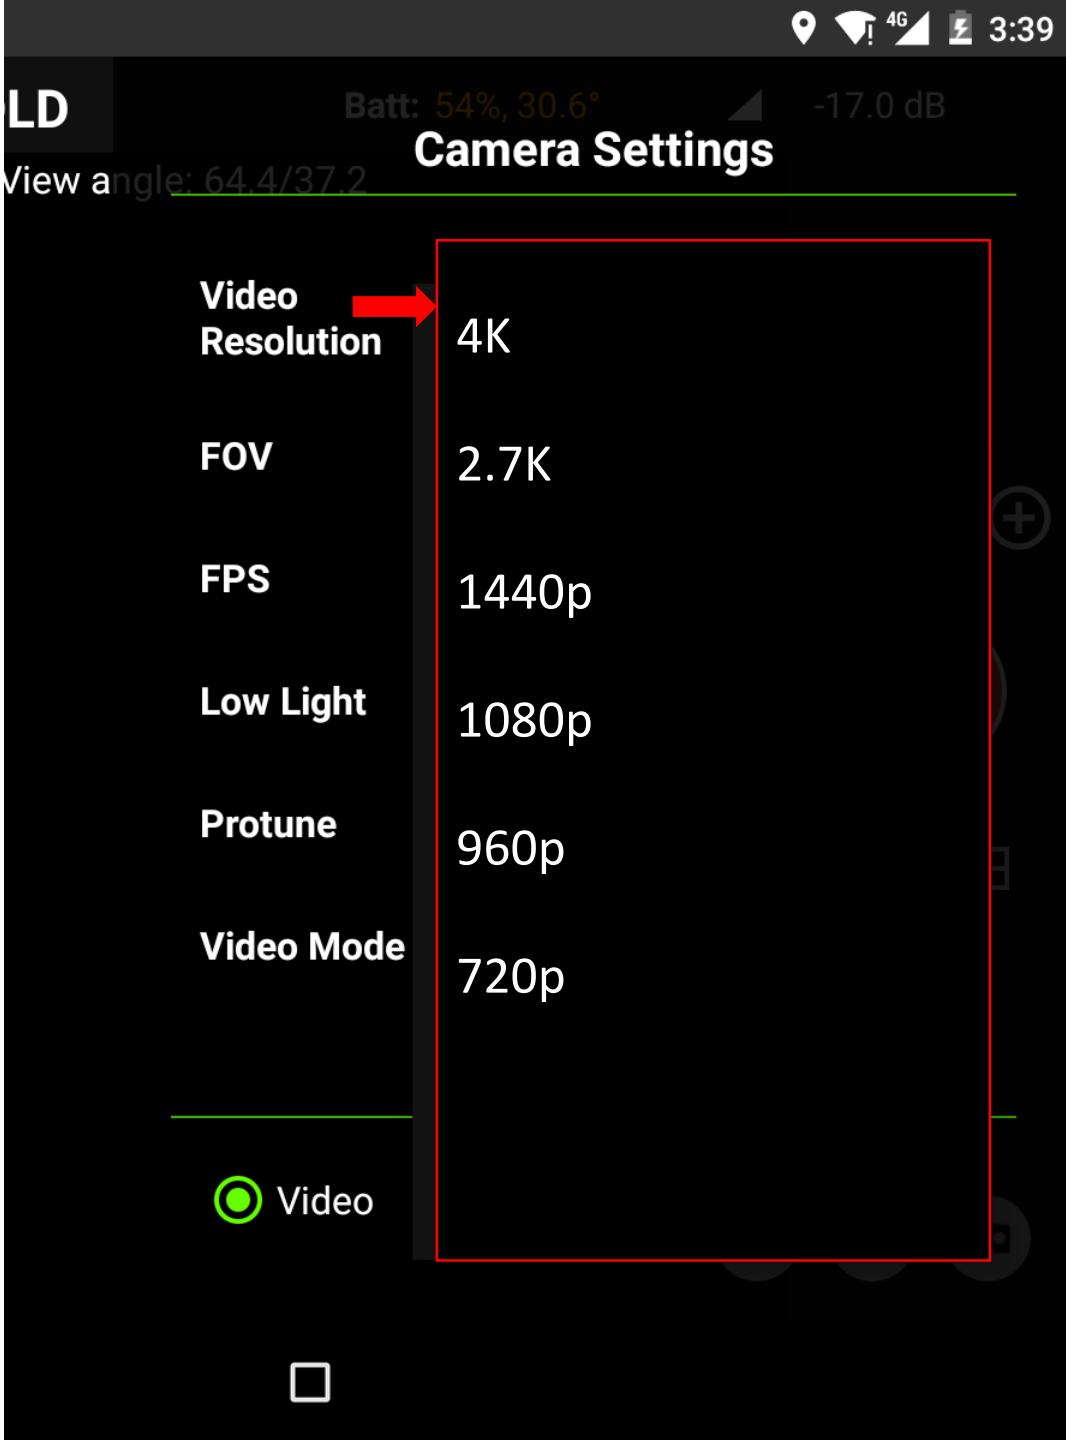 4G 3:39
LD
Batt: 54%, 30.6° -17.0 dB
Camera Settings
View angle: 64.4/37.2
Video
Resolution
4K
FOV
2.7K
FPS
1440p
Low Light
1080p
Protune
960p
Video Mode
720p
Video